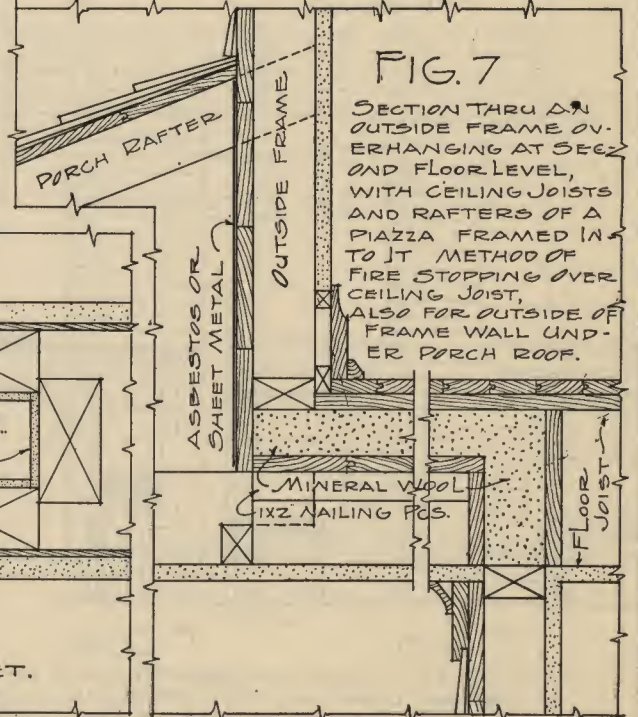 FIG. 7
SECTION THRU AN
OUTSIDE FRAME OV-
ERHANGING AT SEC-
OND FLOOR LEVEL,
WITH CEILING JOISTS
AND RAFTERS OF A
PIAZZA FRAMED IN-
TO IT METHOD OF
FIRE STOPPING OVER
CEILING JOIST,
ALSO FOR OUTSIDE OF
FRAME WALL UND-
ER PORCH ROOF.
PORCH RAFTER
OUTSIDE FRAME
ASBESTOS OR
SHEET METAL
MINERAL WOOL
1X2 NAILING PCS.
FLOOR
JOIST
ET.